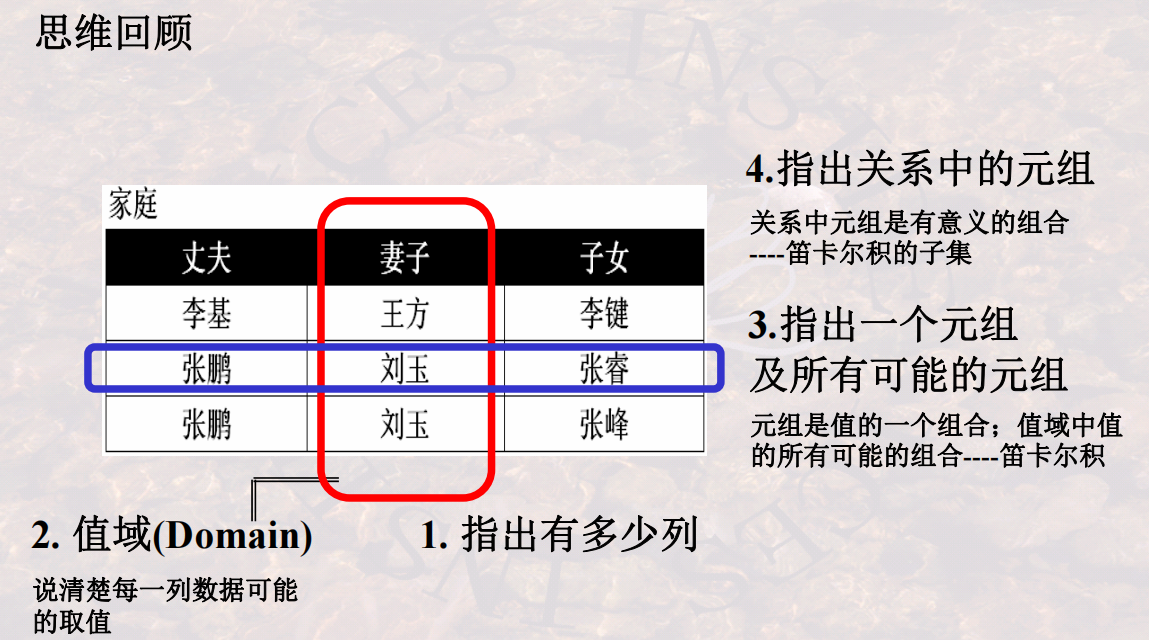 思维回顾
家庭
丈夫 妻子 子女
李基 王方 李键
张鹏 刘玉 张睿
张鹏 刘玉 张峰
4.指出关系中的元组
关系中元组是有意义的组合
----笛卡尔积的子集
3.指出一个元组
及所有可能的元组
元组是值的一个组合；值域中值
的所有可能的组合----笛卡尔积
2. 值域(Domain)
说清楚每一列数据可能
的取值
1. 指出有多少列